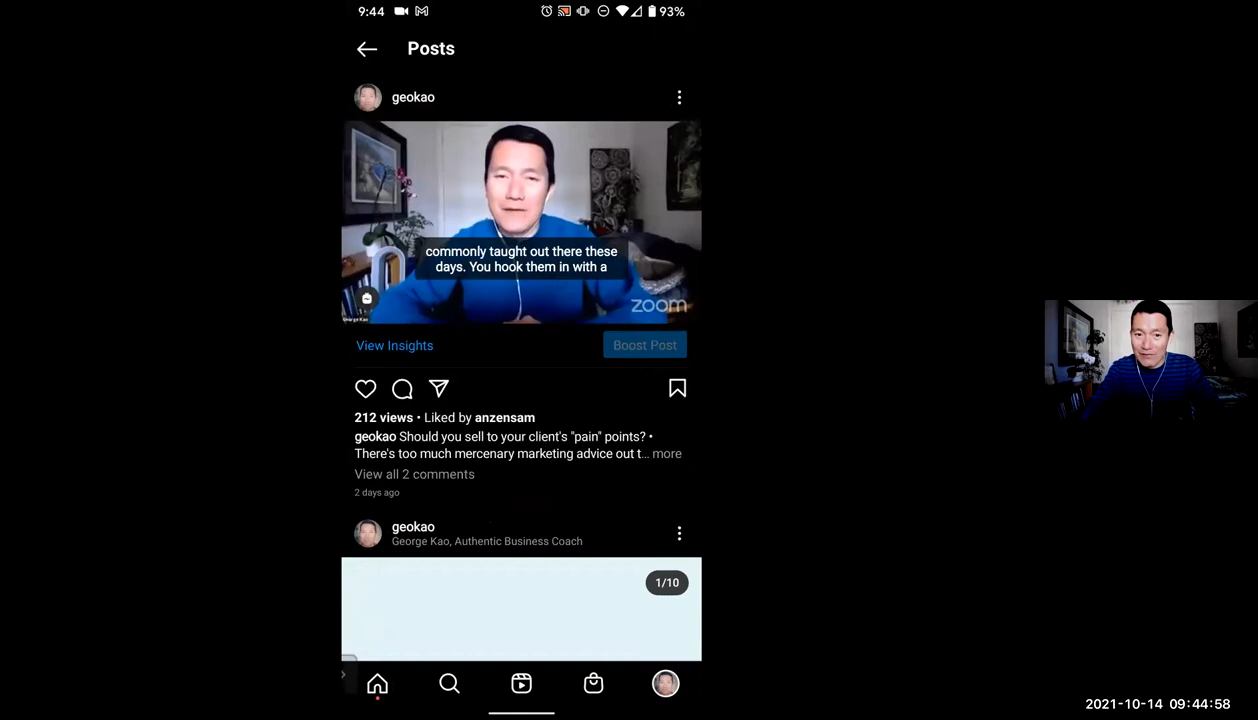 9:44
93%
Posts
geokao
commonly taught out there these
days. You hook them in with a
zoom
George Kao
View Insights
Boost Post
212 views • Liked by anzensam
geokao Should you sell to your client's "pain" points? •
There's too much mercenary marketing advice out t... more
View all 2 comments
2 days ago
geokao
George Kao, Authentic Business Coach
1/10
2021-10-14 09:44:58